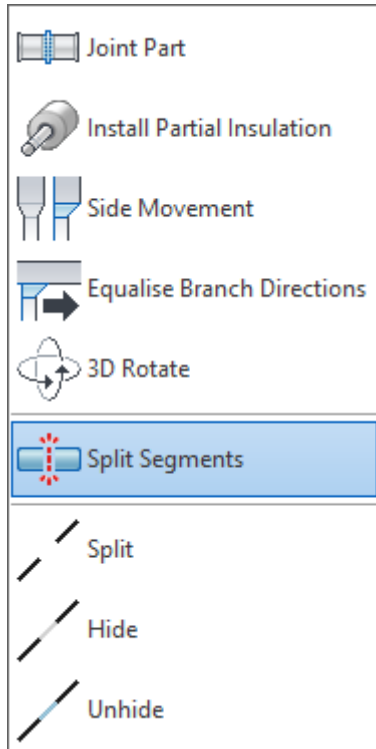 Joint Part
Install Partial Insulation
Side Movement
Equalise Branch Directions
3D Rotate
Split Segments
Split
Hide
Unhide